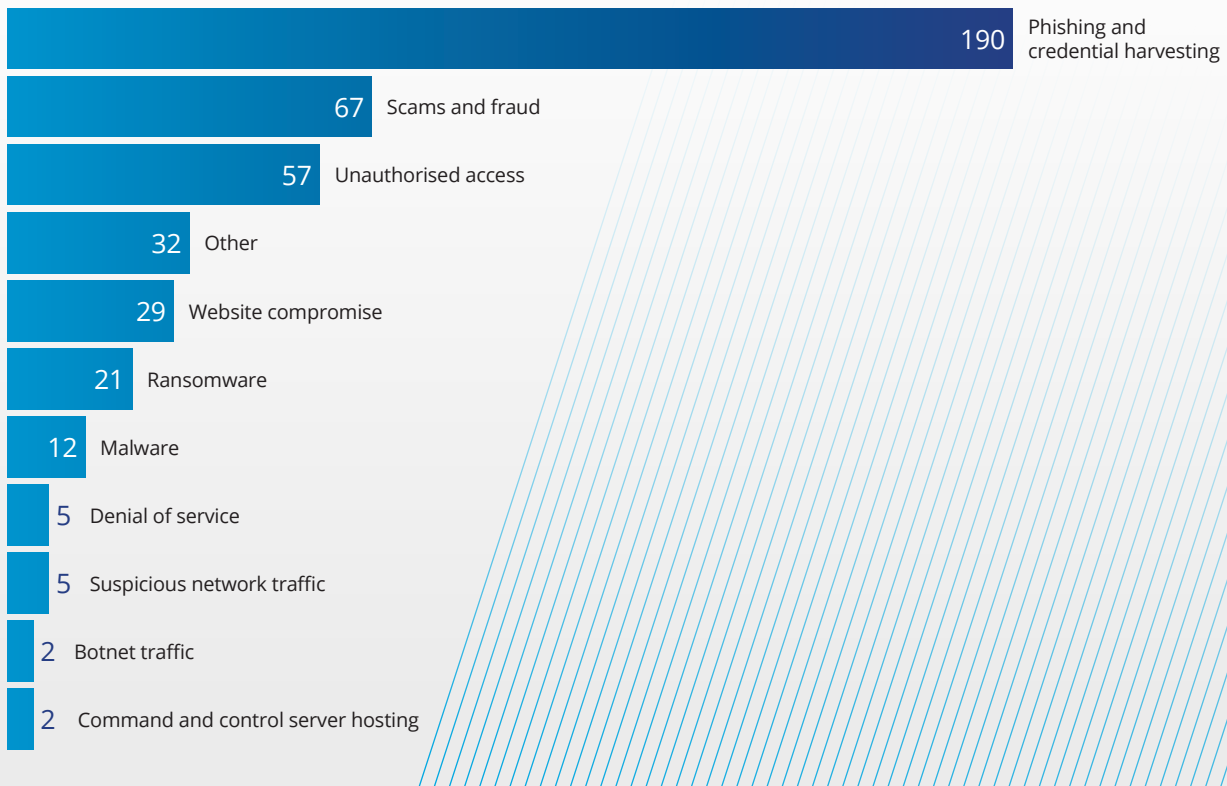 190 Phishing and
credential harvesting
67 Scams and fraud
57 Unauthorised access
32 Other
29 Website compromise
21 Ransomware
12 Malware
5 Denial of service
5 Suspicious network traffic
2 Botnet traffic
2 Command and control server hosting